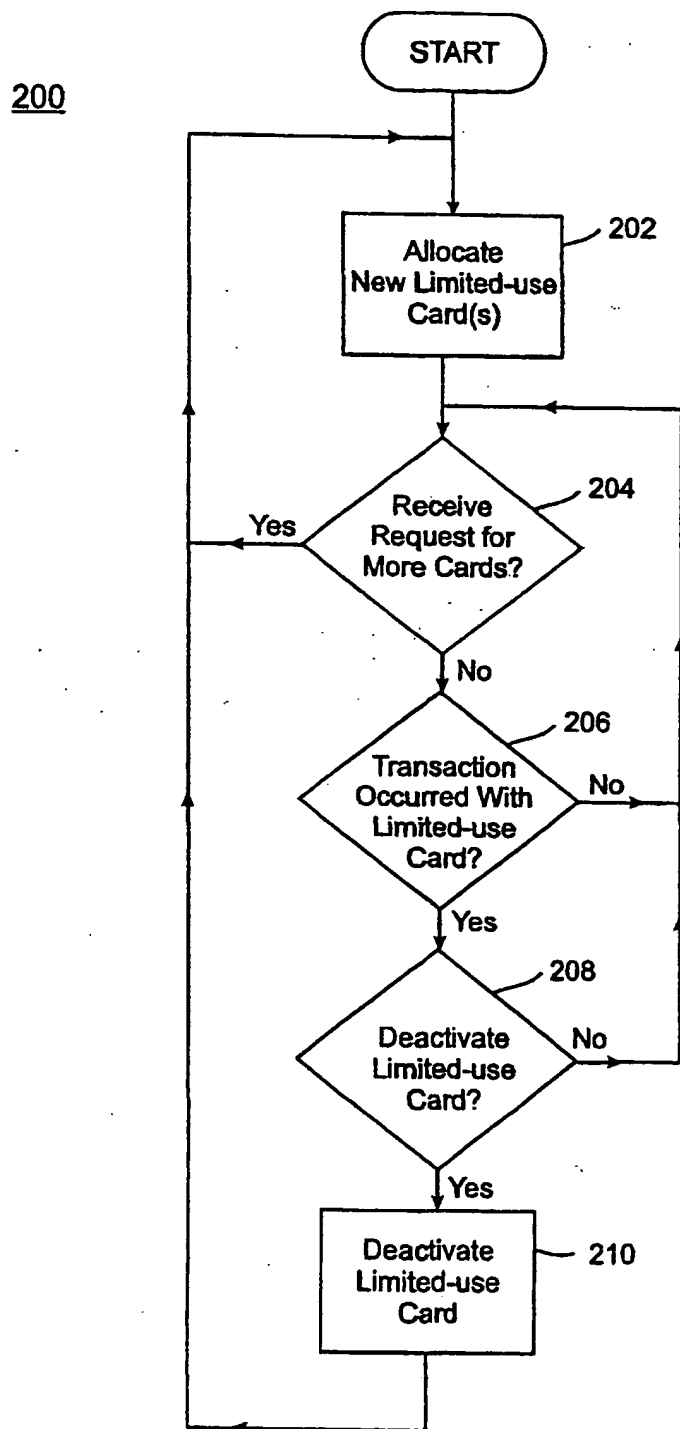 START
200
202
Allocate
New Limited-use
Card(s)
204
Receive
Request for
More Cards?
Yes
No
206
Transaction
Occurred With
Limited-use
Card?
No
Yes
208
Deactivate
Limited-use
Card?
No
Yes
210
Deactivate
Limited-use
Card